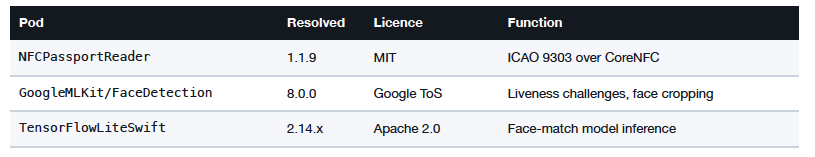 Pod Resolved Licence Function
NFCPassportReader 1.1.9 MIT ICAO 9303 over CoreNFC
GoogleMLKit/FaceDetection 8.0.0 Google ToS Liveness challenges, face cropping
TensorFlowLiteSwift 2.14.x Apache 2.0 Face-match model inference